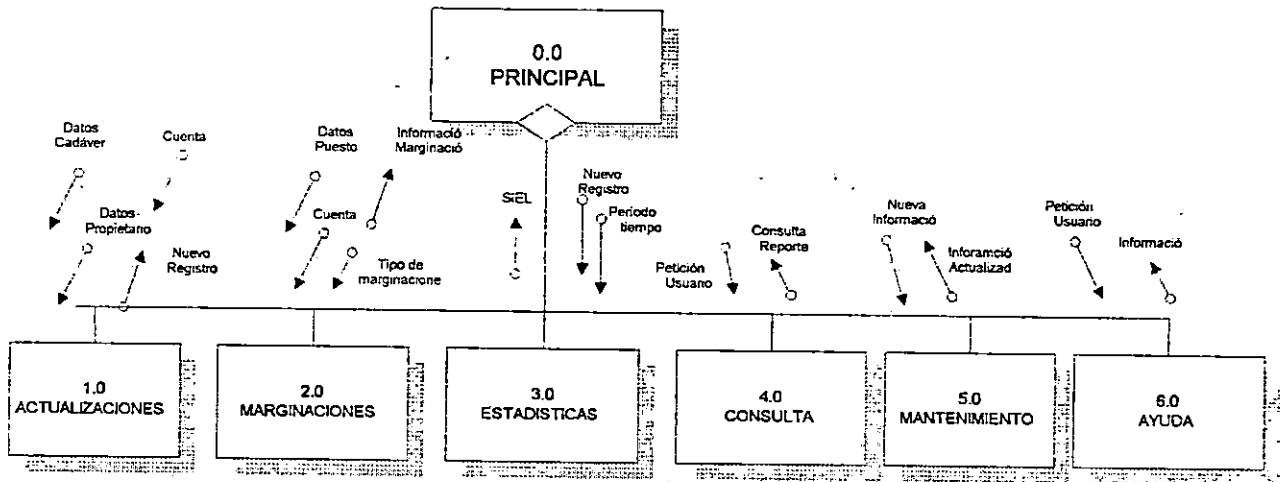 0.0
PRINCIPAL
Datos
Cadáver
Cuenta
Datos
Puesto
Informació
Marginació
Datos-
Propietario
Nuevo
Registro
Cuenta
Tipo de
marginacione
SIEL
Nuevo
Registro
Periodo
tiempo
Petición
Usuario
Consulta
Reporte
Nueva
Informació
Inforamció
Actualizad
Petición
Usuario
Informació
1.0
ACTUALIZACIONES
2.0
MARGINACIONES
3.0
ESTADISTICAS
4.0
CONSULTA
5.0
MANTENIMIENTO
6.0
AYUDA